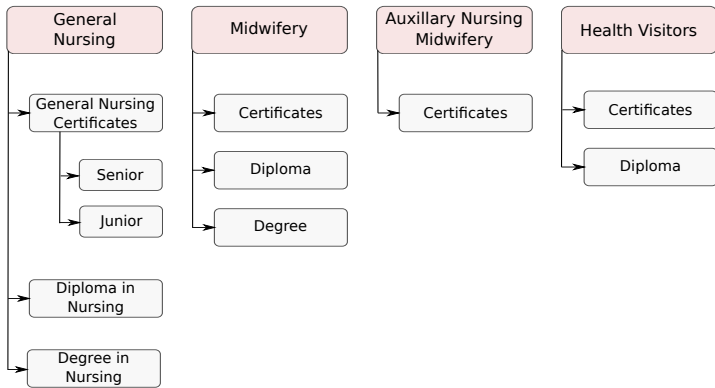 General
Nursing
General Nursing
Certificates
Senior
Junior
Diploma in
Nursing
Degree in
Nursing
Midwifery
Certificates
Diploma
Degree
Auxillary Nursing
Midwifery
Certificates
Health Visitors
Certificates
Diploma